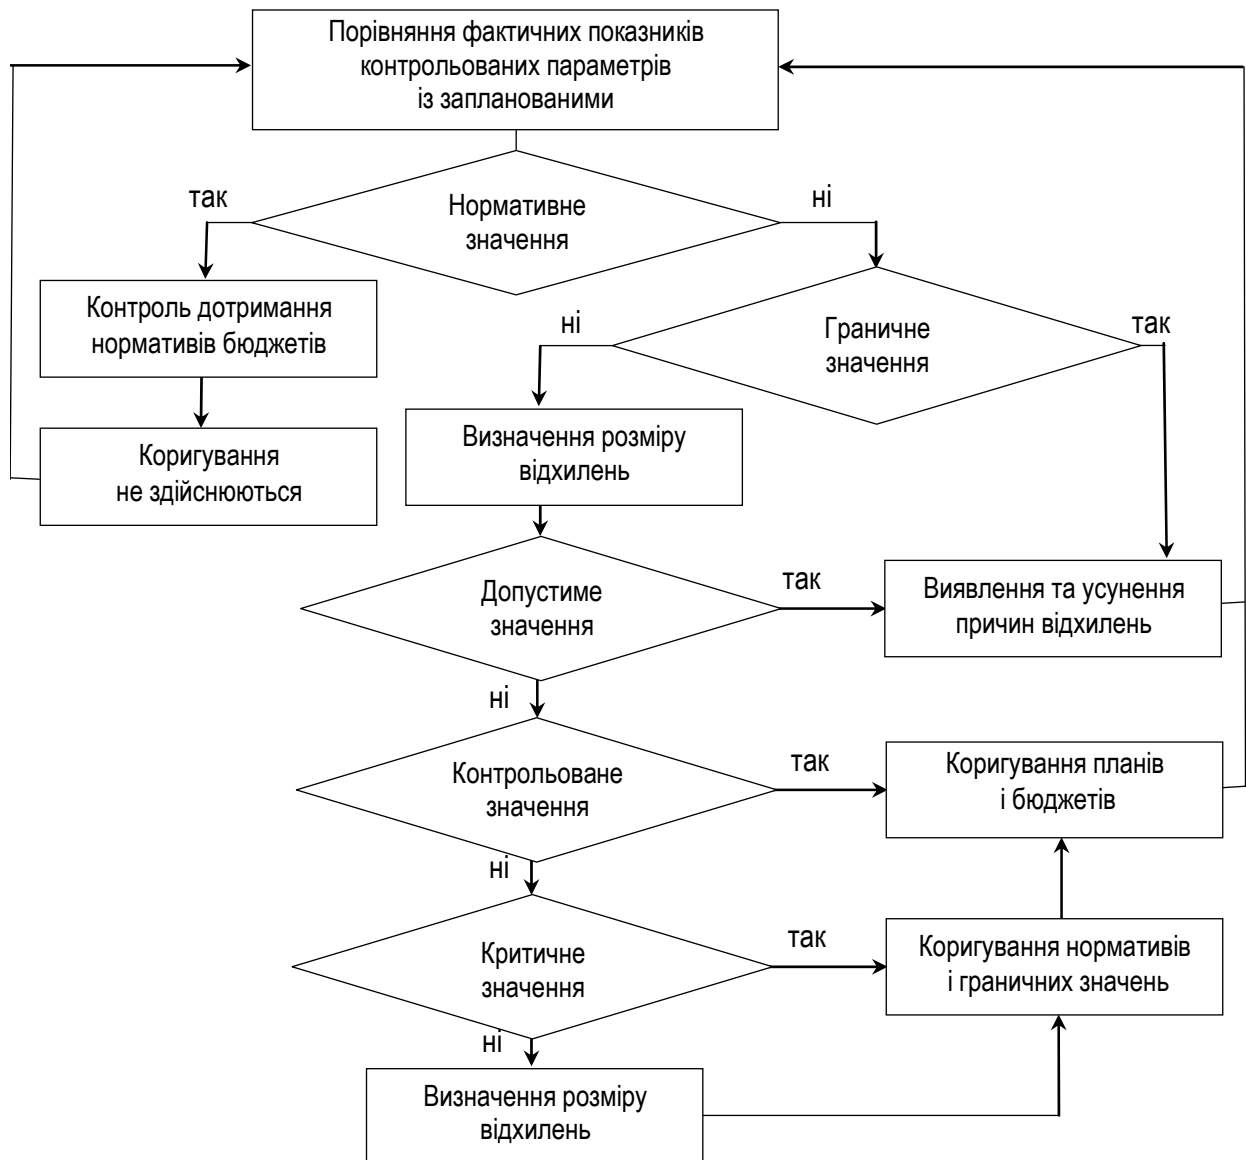 Порівняння фактичних показників
контрольованих параметрів
із запланованими
так
ні
Нормативне
значення
Контроль дотримання
нормативів бюджетів
ні
так
Граничне
значення
Коригування
не здійснюються
Визначення розміру
відхилень
Допустиме
значення
так
Виявлення та усунення
причин відхилень
ні
Контрольоване
значення
так
Коригування планів
і бюджетів
ні
Критичне
значення
так
Коригування нормативів
і граничних значень
ні
Визначення розміру
відхилень